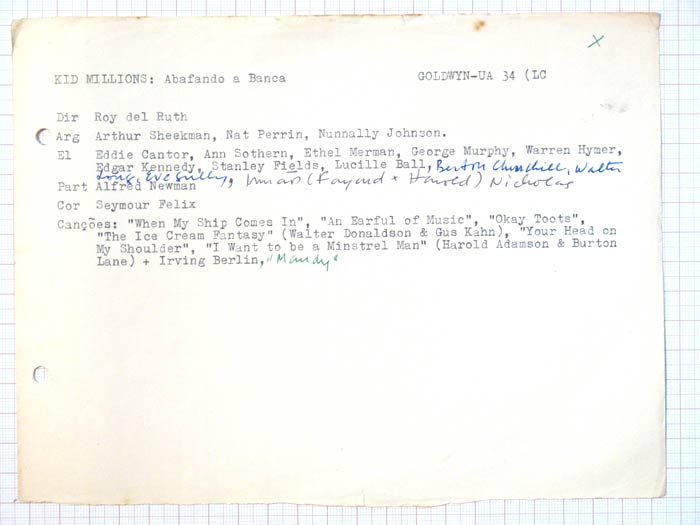 x
KID MILLIONS: Abafando a Banca GOLDWYN-UA 34 (LC
Dir Roy del Ruth
Arg Arthur Sheekman, Nat Perrin, Nunnally Johnson.
El Eddie Cantor, Ann Sothern, Ethel Merman, George Murphy, Warren Hymer,
Edgar Kennedy, Stanley Fields, Lucille Ball, Berton Churchill, Walter
Long, Eve Sully, irmãos (Fayard + Harold) Nicholas
Part Alfred Newman
Cor Seymour Felix
Canções: "When My Ship Comes In", "An Earful of Music", "Okay Toots",
"The Ice Cream Fantasy" (Walter Donaldson & Gus Kahn), "Your Head on
My Shoulder", "I Want to be a Minstrel Man" (Harold Adamson & Burton
Lane) + Irving Berlin, "Mandy"